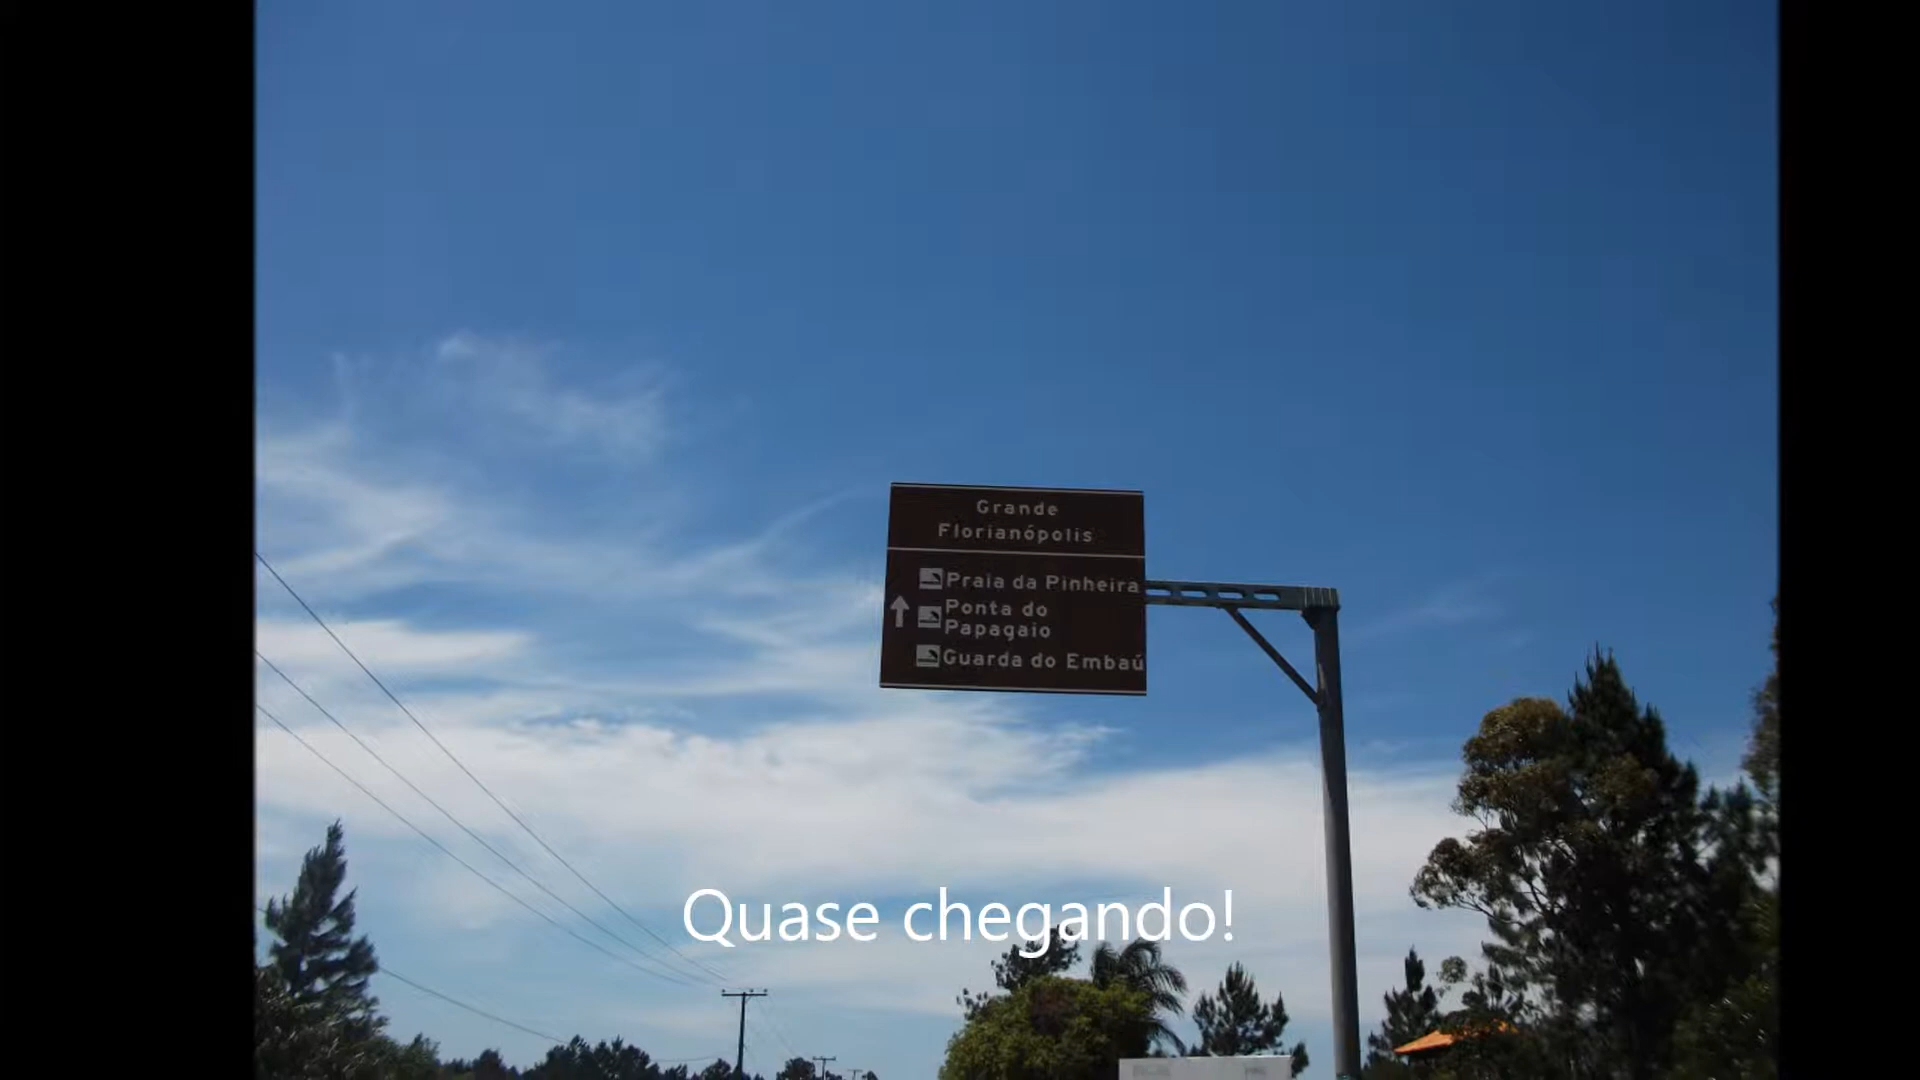 Grande
Florianópolis
Praia da Pinheira
Ponta do
Papagaio
Guarda do Embaú
Quase chegando!